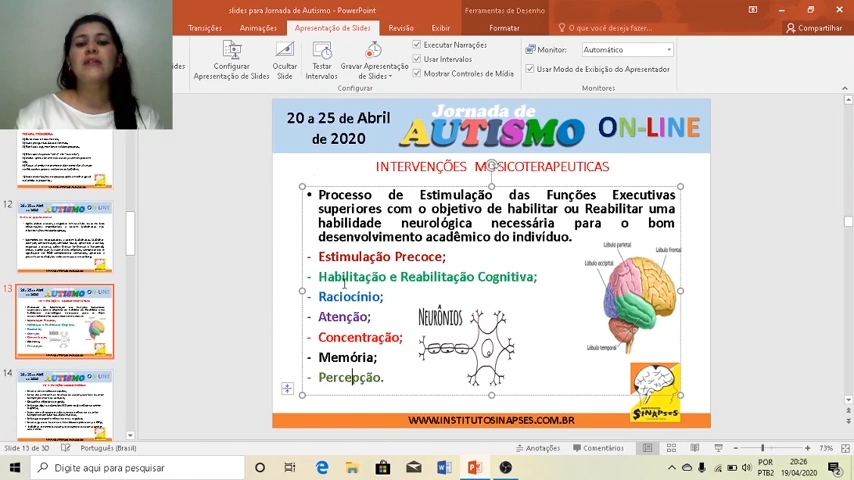 slides para Jornada de Autismo - PowerPoint
Ferramentas de Desenho
Transições
Animações
Apresentação de Slides
Revisão
Exibir
Formatar
O que você deseja fazer...
Compartilhar
Configurar
Apresentação de Slides
Ocultar
Slide
Testar
Intervalos
Gravar Apresentação
de Slides
Executar Narrações
Usar Intervalos
Mostrar Controles de Mídia
Configurar
Monitor:
Automático
Usar Modo de Exibição do Apresentador
Monitores
20 a 25 de Abril
de 2020
Jornada de
AUTISMO ON-LINE
INTERVENÇÕES MUSICOTERAPEUTICAS
• Processo de Estimulação das Funções Executivas
superiores com o objetivo de habilitar ou Reabilitar uma
habilidade neurológica necessária para o bom
desenvolvimento acadêmico do indivíduo.
- Estimulação Precoce;
- Habilitação e Reabilitação Cognitiva;
- Raciocínio;
- Atenção;
- Concentração;
- Memória;
- Percepção.
NEURÔNIOS
Lóbulo parietal
Lóbulo frontal
Lóbulo occipital
Lóbulo temporal
SINAPSES
WWW.INSTITUTOSINAPSES.COM.BR
12
13
14
Slide 13 de 30
Português (Brasil)
Anotações
Comentários
73%
Digite aqui para pesquisar
POR
PTB2
20:26
19/04/2020
2